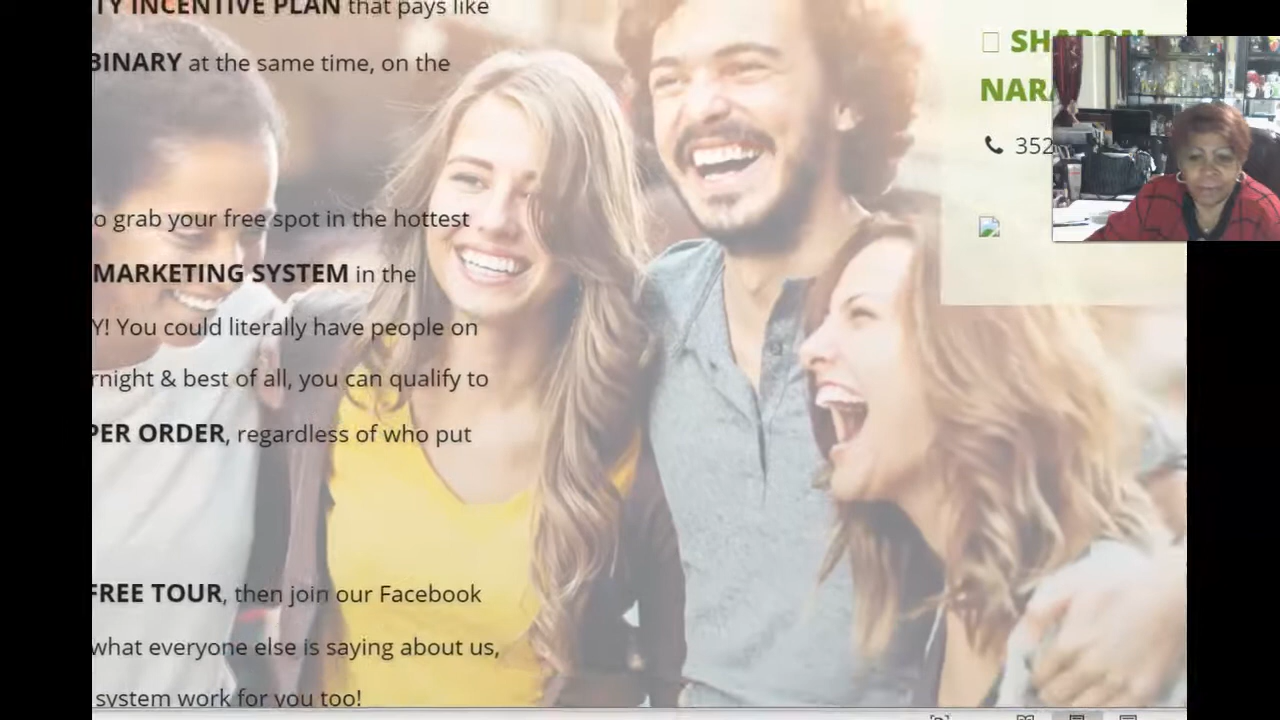 TY INCENTIVE PLAN that pays like
BINARY at the same time, on the
o grab your free spot in the hottest
MARKETING SYSTEM in the
Y! You could literally have people on
rnight & best of all, you can qualify to
PER ORDER, regardless of who put
FREE TOUR, then join our Facebook
what everyone else is saying about us,
system work for you too!
SHARON
NARA
352